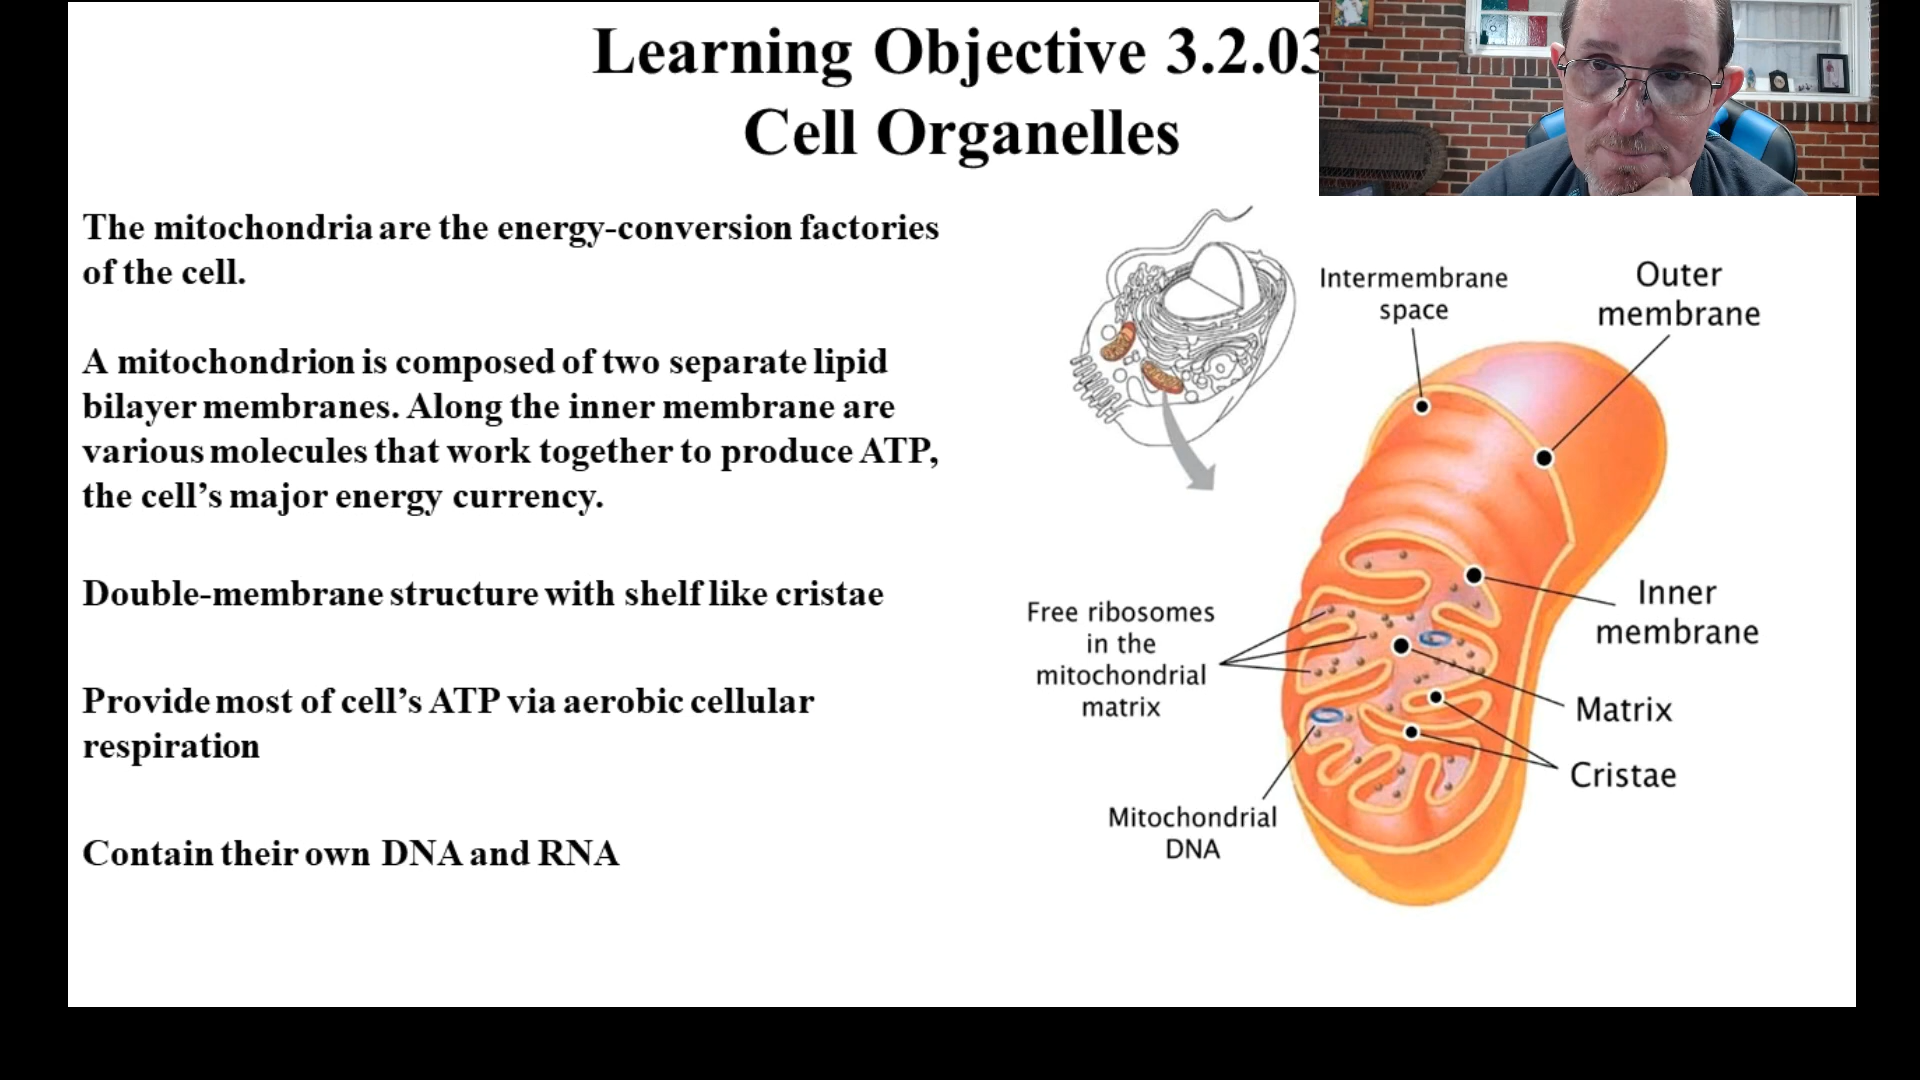 Learning Objective 3.2.03
Cell Organelles
The mitochondria are the energy-conversion factories
of the cell.
A mitochondrion is composed of two separate lipid
bilayer membranes. Along the inner membrane are
various molecules that work together to produce ATP,
the cell’s major energy currency.
Double-membrane structure with shelf like cristae
Provide most of cell’s ATP via aerobic cellular
respiration
Contain their own DNA and RNA
Intermembrane
space
Outer
membrane
Inner
membrane
Free ribosomes
in the
mitochondrial
matrix
Matrix
Cristae
Mitochondrial
DNA